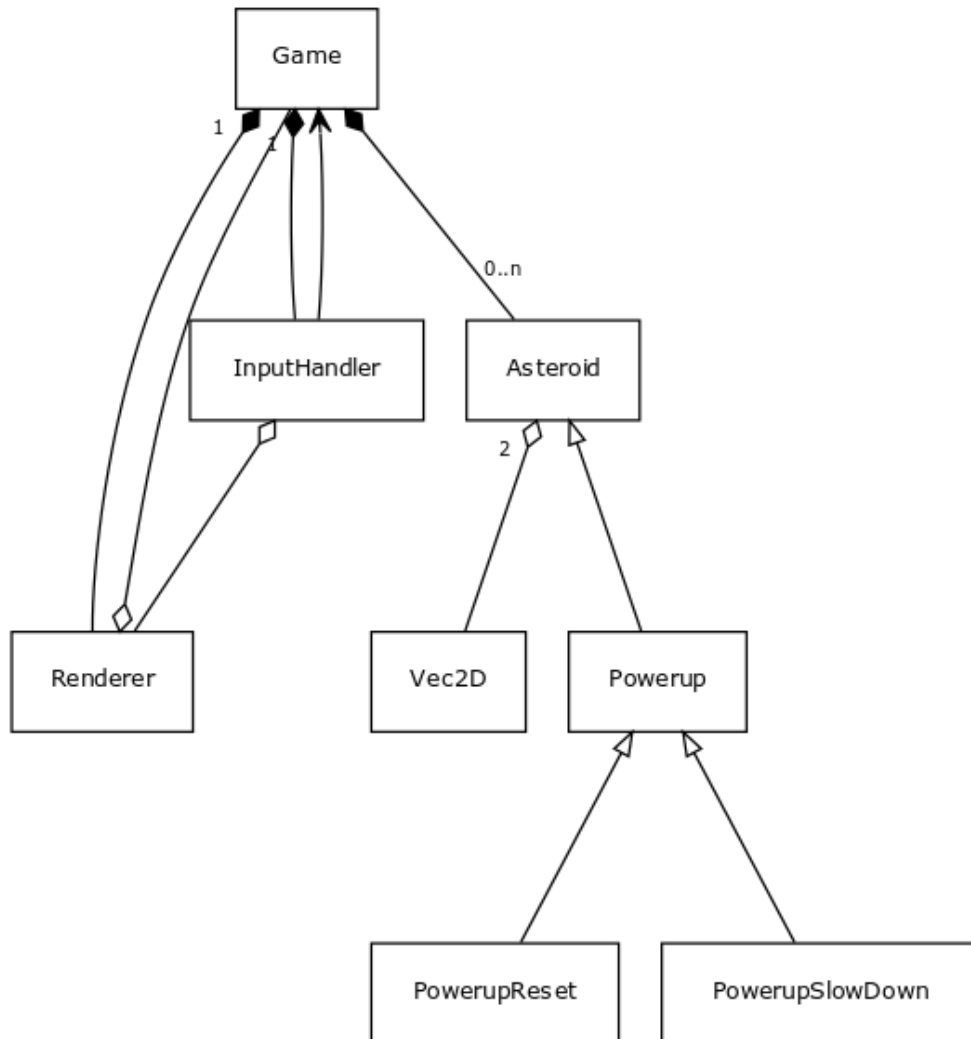 Game
1
1
0..n
InputHandler
Asteroid
2
Renderer
Vec2D
Powerup
PowerupReset
PowerupSlowDown